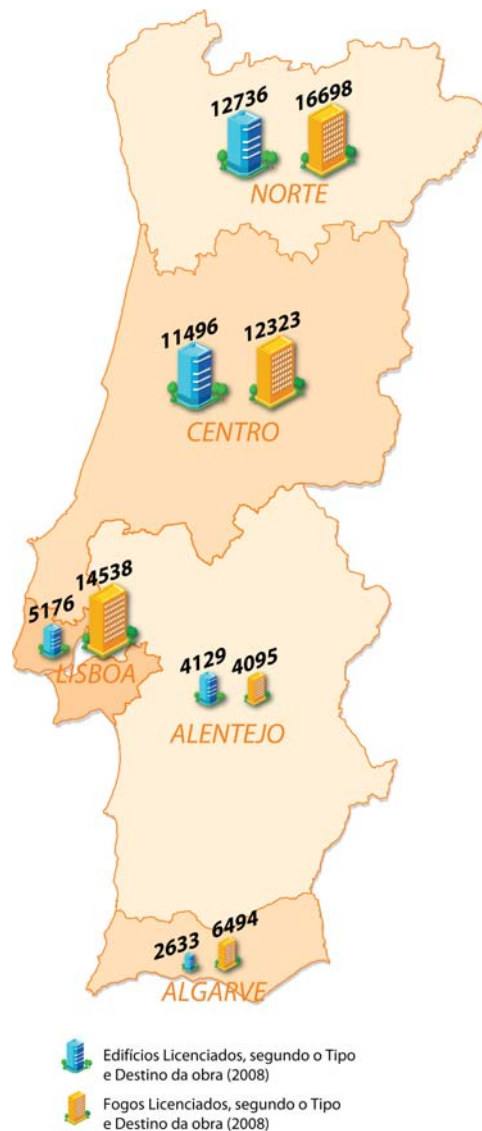 12736 16698
NORTE
11496 12323
CENTRO
5176 14538
LISBOA
4129 4095
ALENTEJO
2633 6494
ALGARVE
Edifícios Licenciados, segundo o Tipo
e Destino da obra (2008)
Fogos Licenciados, segundo o Tipo
e Destino da obra (2008)